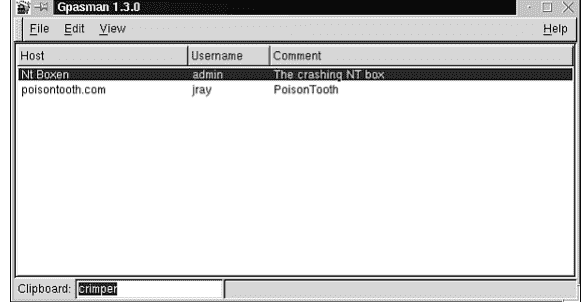 Gpasman 1.3.0
File Edit View Help
Host Username Comment
Nt Boxen admin The crashing NT box
poisontooth.com jray PoisonTooth
Clipboard: crimper